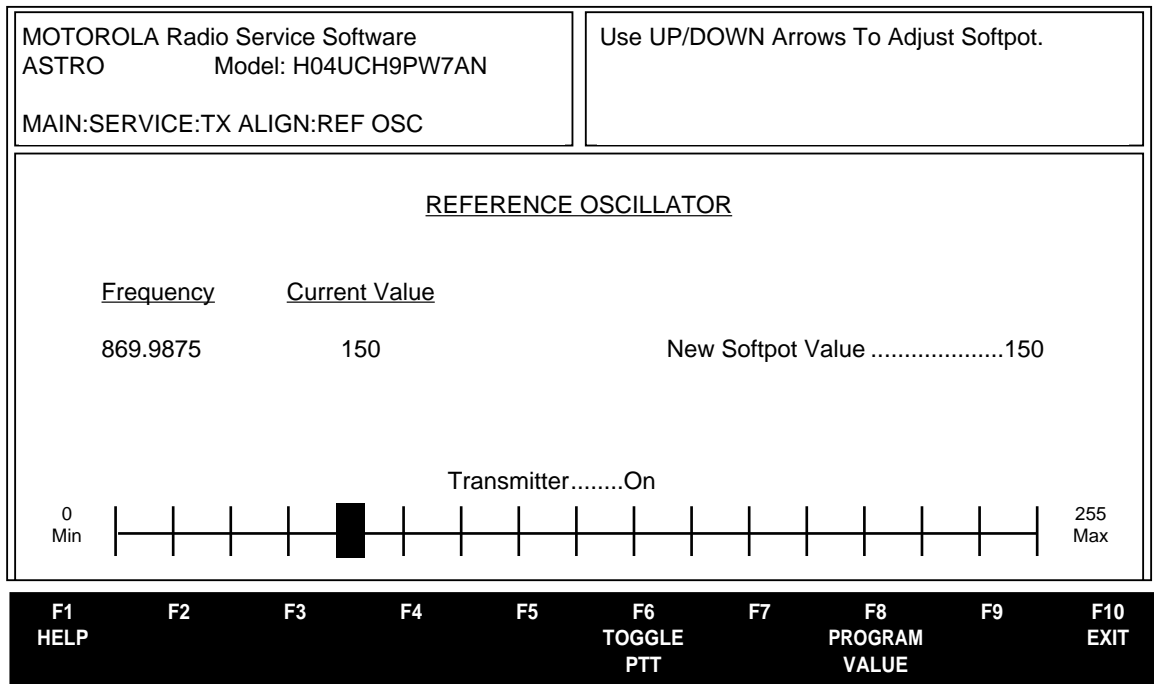 MOTOROLA Radio Service Software
ASTRO Model: H04UCH9PW7AN
MAIN:SERVICE:TX ALIGN:REF OSC
Use UP/DOWN Arrows To Adjust Softpot.
REFERENCE OSCILLATOR
Frequency Current Value
869.9875 150 New Softpot Value ....................150
Transmitter........On
0 255
Min Max
F1 F2 F3 F4 F5 F6 F7 F8 F9 F10
HELP TOGGLE PROGRAM EXIT
PTT VALUE